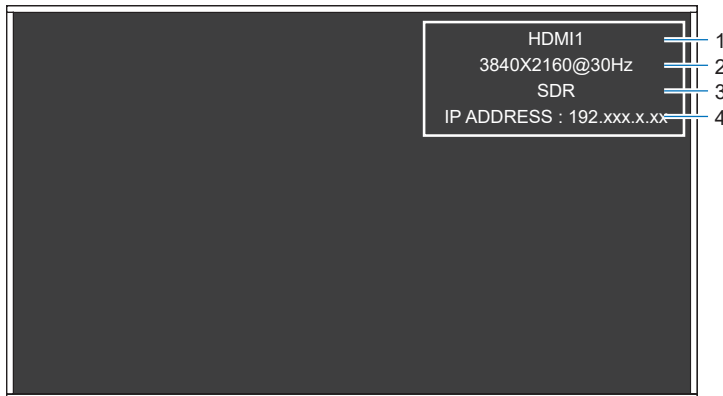 HDMI1 1
3840X2160@30Hz 2
SDR 3
IP ADDRESS : 192.xxx.x.xx 4